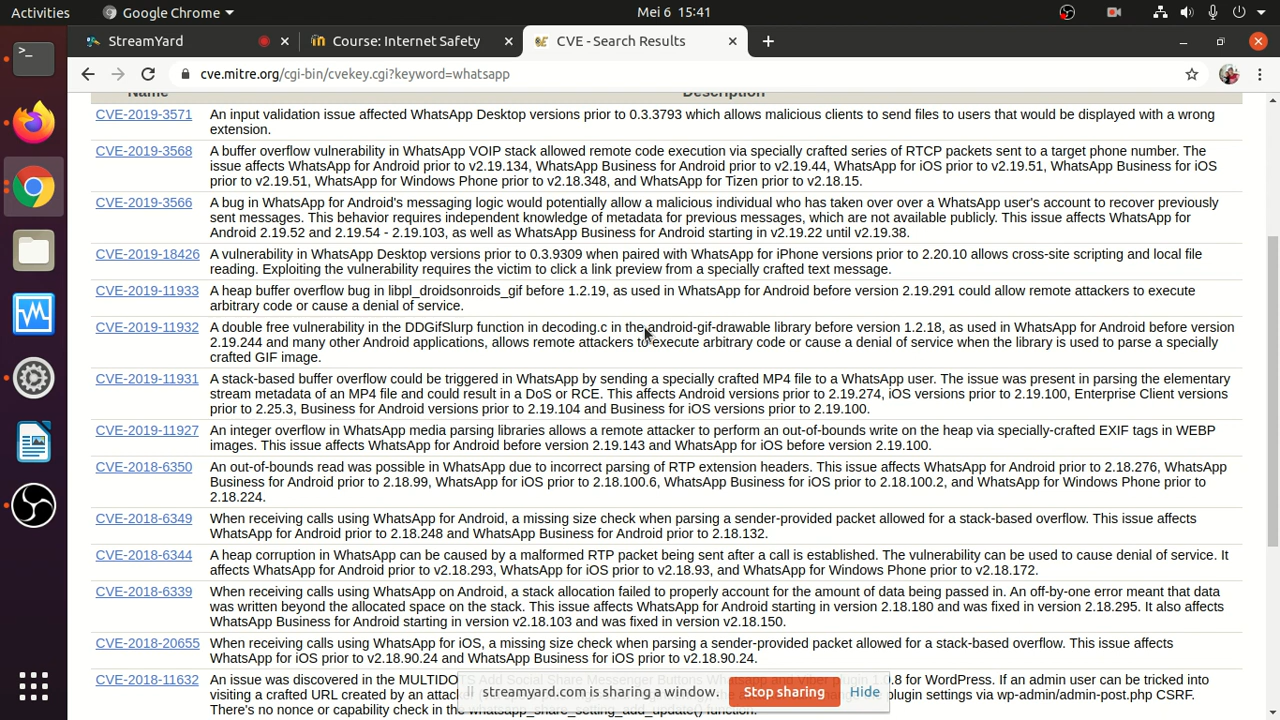 Activities Google Chrome Mei 6 15:41
StreamYard Course: Internet Safety CVE - Search Results
cve.mitre.org/cgi-bin/cvekey.cgi?keyword=whatsapp
Name Description
CVE-2019-3571 An input validation issue affected WhatsApp Desktop versions prior to 0.3.3793 which allows malicious clients to send files to users that would be displayed with a wrong
extension.
CVE-2019-3568 A buffer overflow vulnerability in WhatsApp VOIP stack allowed remote code execution via specially crafted series of RTCP packets sent to a target phone number. The
issue affects WhatsApp for Android prior to v2.19.134, WhatsApp Business for Android prior to v2.19.44, WhatsApp for iOS prior to v2.19.51, WhatsApp Business for iOS
prior to v2.19.51, WhatsApp for Windows Phone prior to v2.18.348, and WhatsApp for Tizen prior to v2.18.15.
CVE-2019-3566 A bug in WhatsApp for Android's messaging logic would potentially allow a malicious individual who has taken over over a WhatsApp user's account to recover previously
sent messages. This behavior requires independent knowledge of metadata for previous messages, which are not available publicly. This issue affects WhatsApp for
Android 2.19.52 and 2.19.54 - 2.19.103, as well as WhatsApp Business for Android starting in v2.19.22 until v2.19.38.
CVE-2019-18426 A vulnerability in WhatsApp Desktop versions prior to 0.3.9309 when paired with WhatsApp for iPhone versions prior to 2.20.10 allows cross-site scripting and local file
reading. Exploiting the vulnerability requires the victim to click a link preview from a specially crafted text message.
CVE-2019-11933 A heap buffer overflow bug in libpl_droidsonroids_gif before 1.2.19, as used in WhatsApp for Android before version 2.19.291 could allow remote attackers to execute
arbitrary code or cause a denial of service.
CVE-2019-11932 A double free vulnerability in the DDGifSlurp function in decoding.c in the android-gif-drawable library before version 1.2.18, as used in WhatsApp for Android before version
2.19.244 and many other Android applications, allows remote attackers to execute arbitrary code or cause a denial of service when the library is used to parse a specially
crafted GIF image.
CVE-2019-11931 A stack-based buffer overflow could be triggered in WhatsApp by sending a specially crafted MP4 file to a WhatsApp user. The issue was present in parsing the elementary
stream metadata of an MP4 file and could result in a DoS or RCE. This affects Android versions prior to 2.19.274, iOS versions prior to 2.19.100, Enterprise Client versions
prior to 2.25.3, Business for Android versions prior to 2.19.104 and Business for iOS versions prior to 2.19.100.
CVE-2019-11927 An integer overflow in WhatsApp media parsing libraries allows a remote attacker to perform an out-of-bounds write on the heap via specially-crafted EXIF tags in WEBP
images. This issue affects WhatsApp for Android before version 2.19.143 and WhatsApp for iOS before version 2.19.100.
CVE-2018-6350 An out-of-bounds read was possible in WhatsApp due to incorrect parsing of RTP extension headers. This issue affects WhatsApp for Android prior to 2.18.276, WhatsApp
Business for Android prior to 2.18.99, WhatsApp for iOS prior to 2.18.100.6, WhatsApp Business for iOS prior to 2.18.100.2, and WhatsApp for Windows Phone prior to
2.18.224.
CVE-2018-6349 When receiving calls using WhatsApp for Android, a missing size check when parsing a sender-provided packet allowed for a stack-based overflow. This issue affects
WhatsApp for Android prior to 2.18.248 and WhatsApp Business for Android prior to 2.18.132.
CVE-2018-6344 A heap corruption in WhatsApp can be caused by a malformed RTP packet being sent after a call is established. The vulnerability can be used to cause denial of service. It
affects WhatsApp for Android prior to v2.18.293, WhatsApp for iOS prior to v2.18.93, and WhatsApp for Windows Phone prior to v2.18.172.
CVE-2018-6339 When receiving calls using WhatsApp on Android, a stack allocation failed to properly account for the amount of data being passed in. An off-by-one error meant that data
was written beyond the allocated space on the stack. This issue affects WhatsApp for Android starting in version 2.18.180 and was fixed in version 2.18.295. It also affects
WhatsApp Business for Android starting in version v2.18.103 and was fixed in version v2.18.150.
CVE-2018-20655 When receiving calls using WhatsApp for iOS, a missing size check when parsing a sender-provided packet allowed for a stack-based overflow. This issue affects
WhatsApp for iOS prior to v2.18.90.24 and WhatsApp Business for iOS prior to v2.18.90.24.
CVE-2018-11632 An issue was discovered in the MULTIDOTS Add Social Share Messenger Buttons Whatsapp and Viber plugin 1.0.8 for WordPress. If an admin user can be tricked into
visiting a crafted URL created by an plugin settings via wp-admin/admin-post.php CSRF.
There's no nonce or capability check in the whatsapp_share_setting_add_update() function.
streamyard.com is sharing a window. Stop sharing Hide